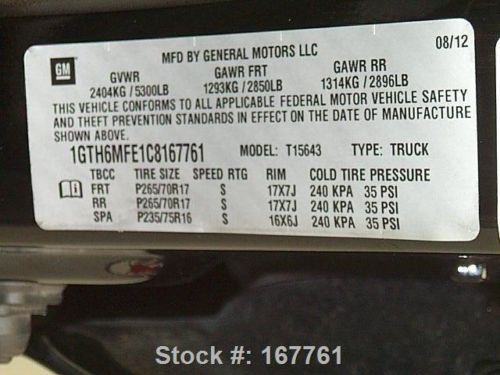 GM
MFD BY GENERAL MOTORS LLC 08/12
GVWR GAWR FRT GAWR RR
2404KG / 5300LB 1293KG / 2850LB 1314KG / 2896LB
THIS VEHICLE CONFORMS TO ALL APPLICABLE FEDERAL MOTOR VEHICLE SAFETY
AND THEFT PREVENTION STANDARDS IN EFFECT ON THE DATE OF MANUFACTURE
SHOWN ABOVE.
1GTH6MFE1C8167761 MODEL: T15643 TYPE: TRUCK
TBCC TIRE SIZE SPEED RTG RIM COLD TIRE PRESSURE
FRT P265/70R17 S 17X7J 240 KPA 35 PSI
RR P265/70R17 S 17X7J 240 KPA 35 PSI
SPA P235/75R16 S 16X6J 240 KPA 35 PSI
Stock #: 167761